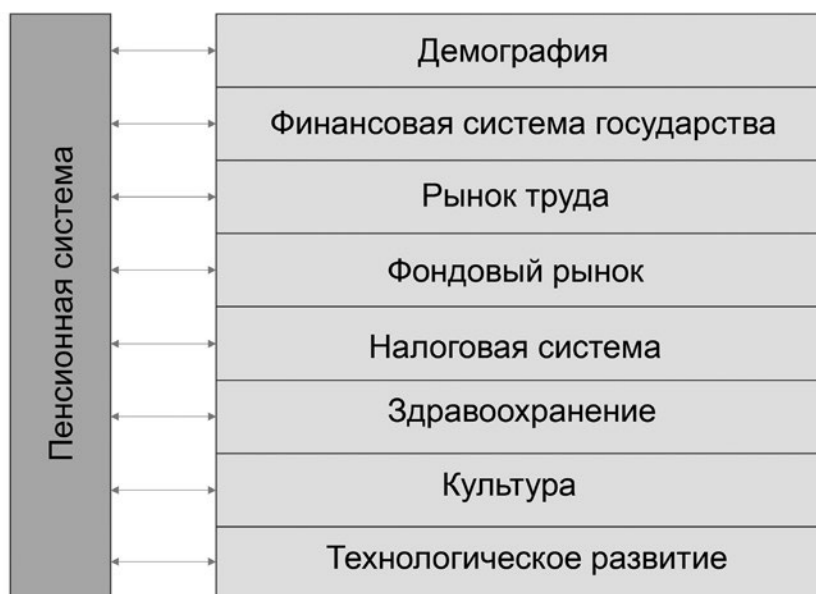 Пенсионная система
Демография
Финансовая система государства
Рынок труда
Фондовый рынок
Налоговая система
Здравоохранение
Культура
Технологическое развитие